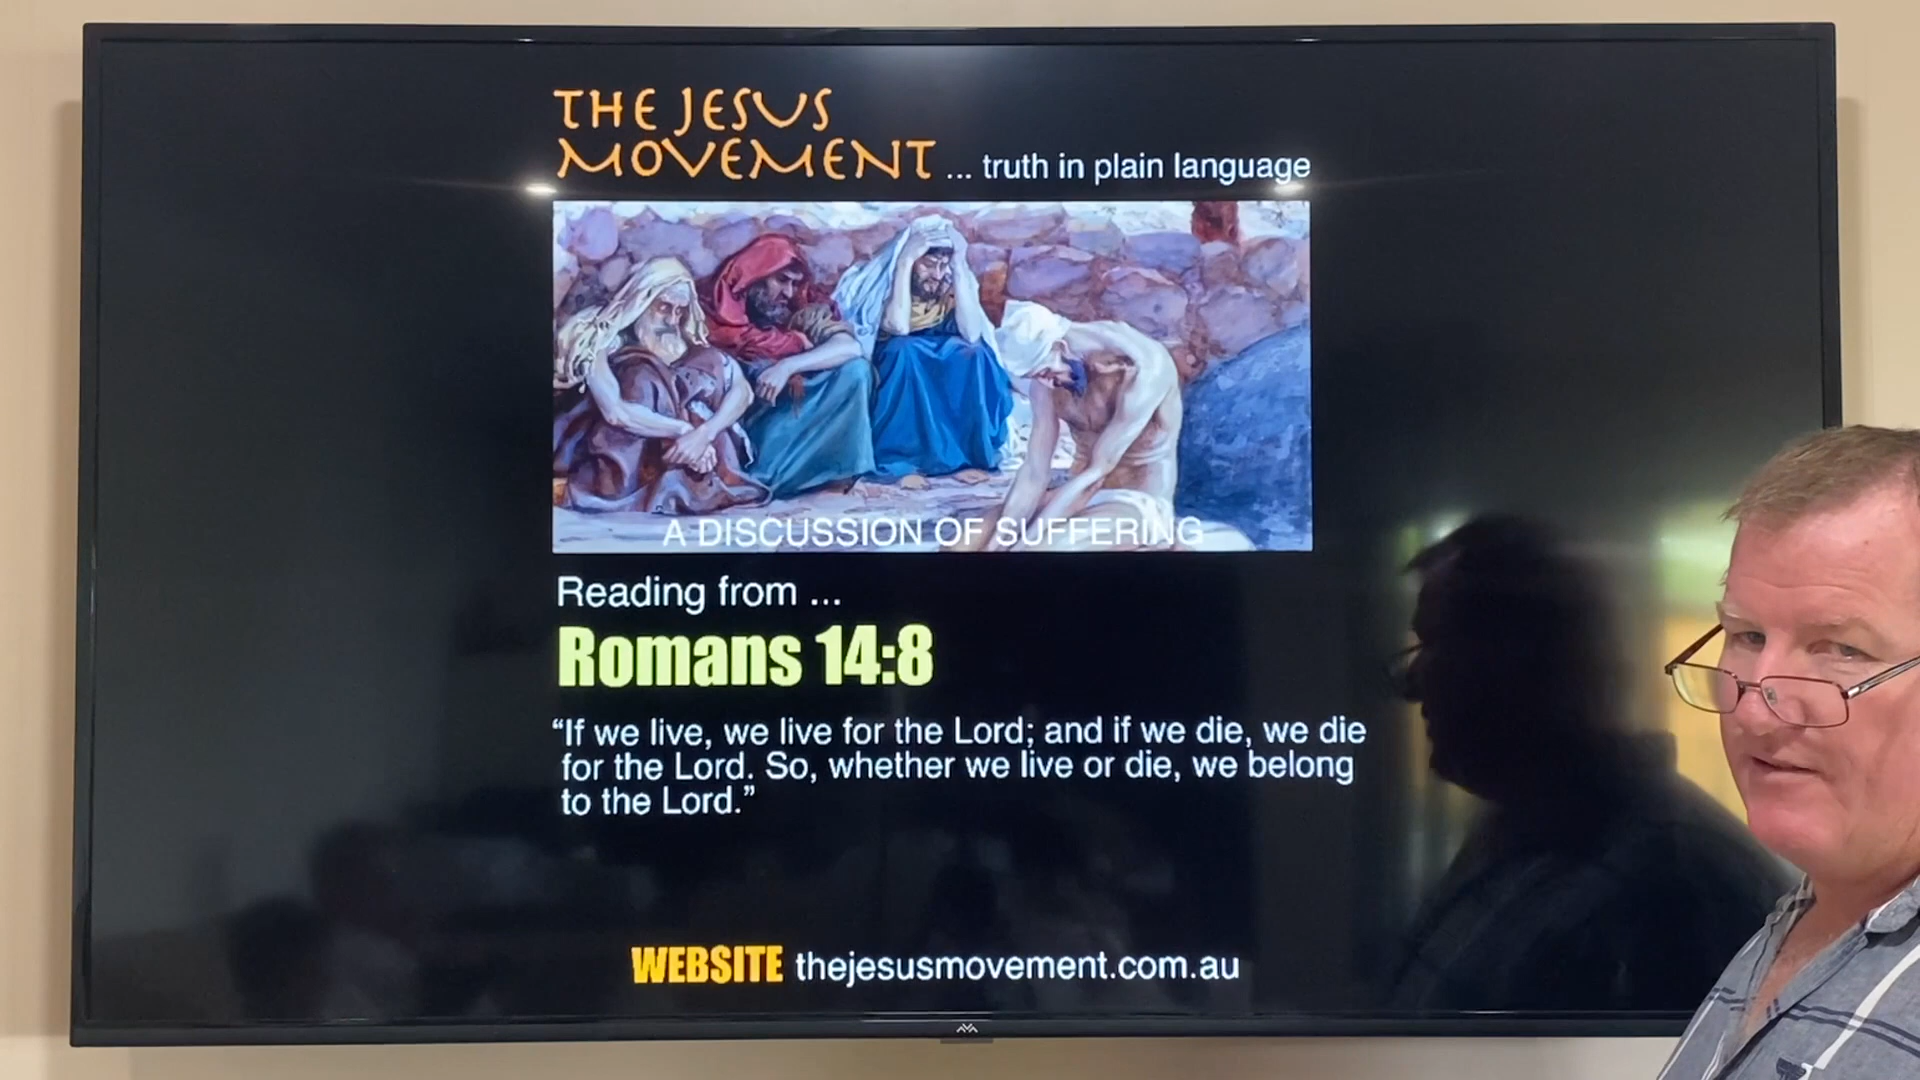 THE JESUS
MOVEMENT ... truth in plain language
A DISCUSSION OF SUFFERING
Reading from ...
Romans 14:8
“If we live, we live for the Lord; and if we die, we die
for the Lord. So, whether we live or die, we belong
to the Lord.”
WEBSITE thejesusmovement.com.au